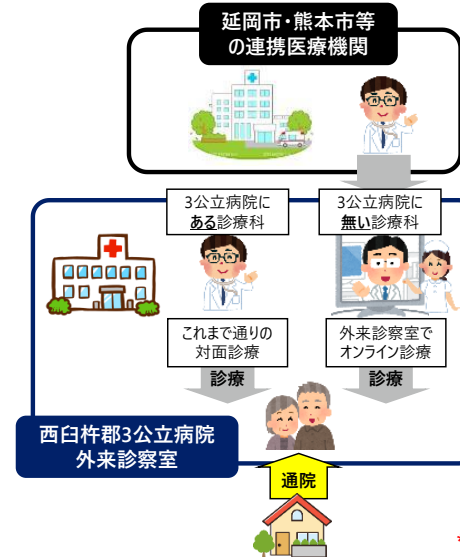 延岡市・熊本市等
の連携医療機関
3公立病院に
ある診療科
3公立病院に
無い診療科
これまで通りの
対面診療
外来診察室で
オンライン診療
診療
診療
西臼杵郡3公立病院
外来診察室
通院
*